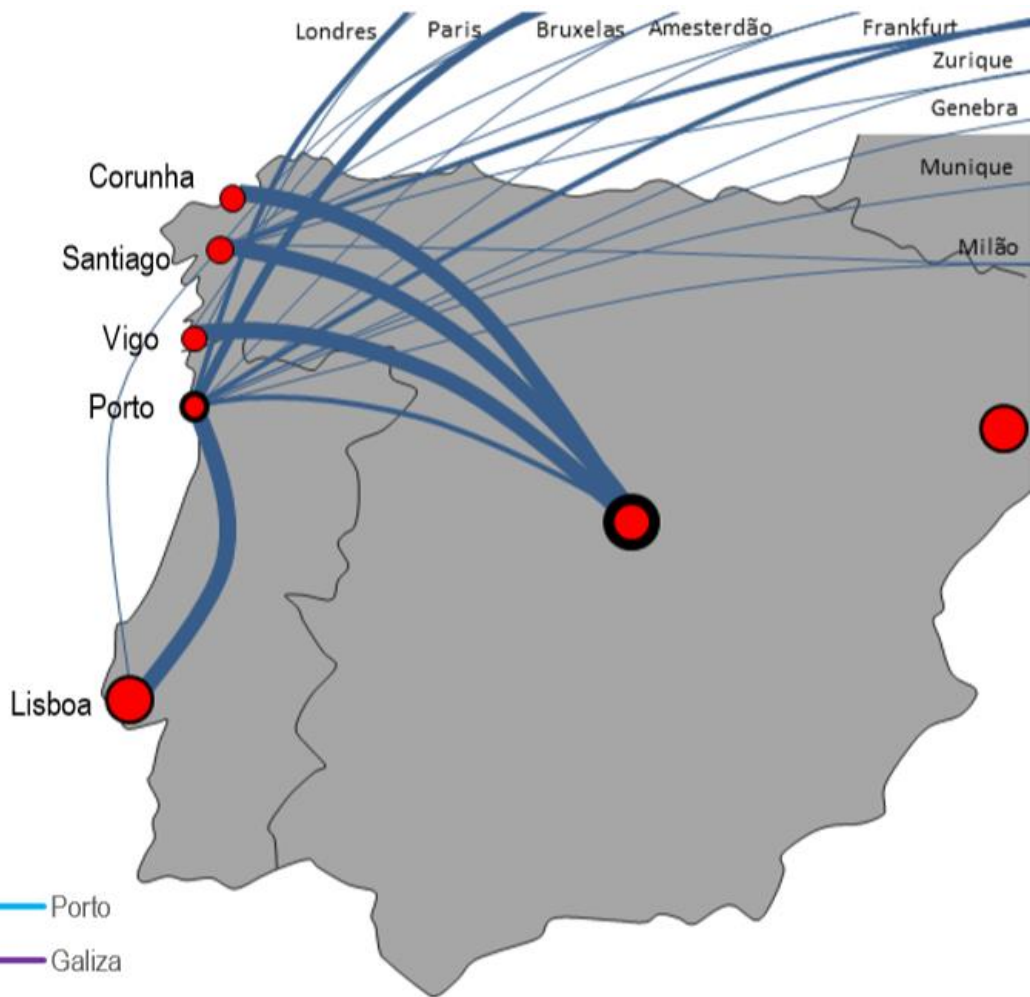 Londres
Paris
Bruxelas
Amesterdão
Frankfurt
Zurique
Genebra
Munique
Milão
Corunha
Santiago
Vigo
Porto
Lisboa
Porto
Galiza